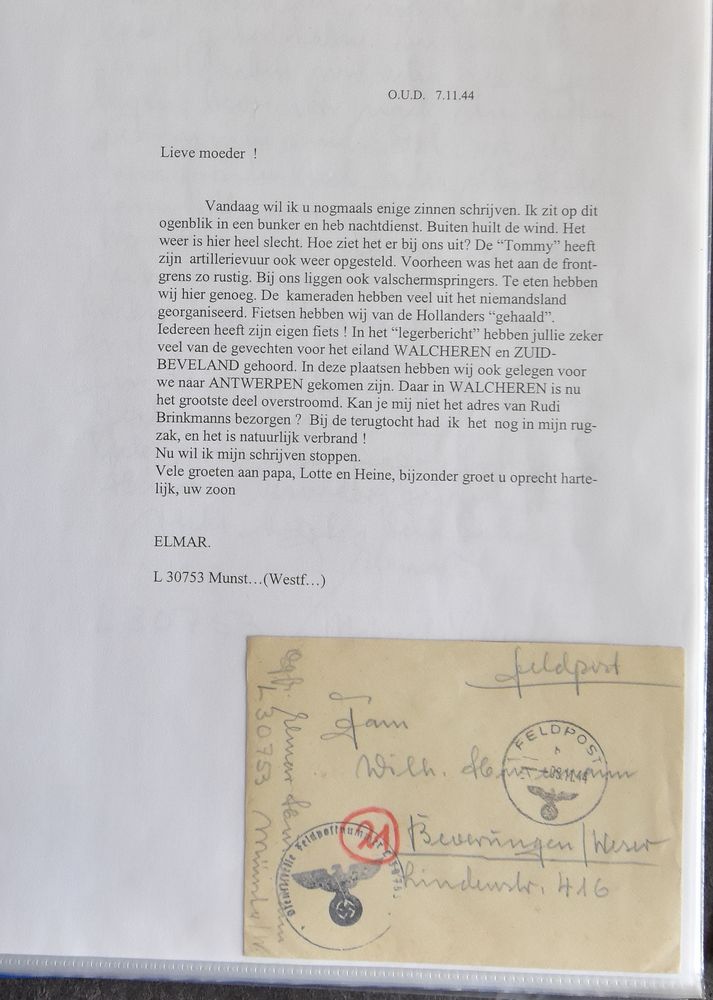 O.U.D. 7.11.44
Lieve moeder !
Vandaag wil ik u nogmaals enige zinnen schrijven. Ik zit op dit
ogenblik in een bunker en heb nachtdienst. Buiten huilt de wind. Het
weer is hier heel slecht. Hoe ziet het er bij ons uit? De “Tommy” heeft
zijn artillerievuur ook weer opgesteld. Voorheen was het aan de front-
grens zo rustig. Bij ons liggen ook valschermspringers. Te eten hebben
wij hier genoeg. De kameraden hebben veel uit het niemandsland
georganiseerd. Fietsen hebben wij van de Hollanders “gehaald”.
Iedereen heeft zijn eigen fiets ! In het “legerbericht” hebben jullie zeker
veel van de gevechten voor het eiland WALCHEREN en ZUID-
BEVELAND gehoord. In deze plaatsen hebben wij ook gelegen voor
we naar ANTWERPEN gekomen zijn. Daar in WALCHEREN is nu
het grootste deel overstroomd. Kan je mij niet het adres van Rudi
Brinkmanns bezorgen ? Bij de terugtocht had ik het nog in mijn rug-
zak, en het is natuurlijk verbrand !
Nu wil ik mijn schrijven stoppen.
Vele groeten aan papa, Lotte en Heine, bijzonder groet u oprecht harte-
lijk, uw zoon
ELMAR.
L 30753 Munst…(Westf…)
Feldpost
Fam
Wilh.
FELDPOST
21
Beverungen/Weser
Lindenstr. 416
Elmar
L 30753 Münster/W
Dienststelle Feldpostnummer